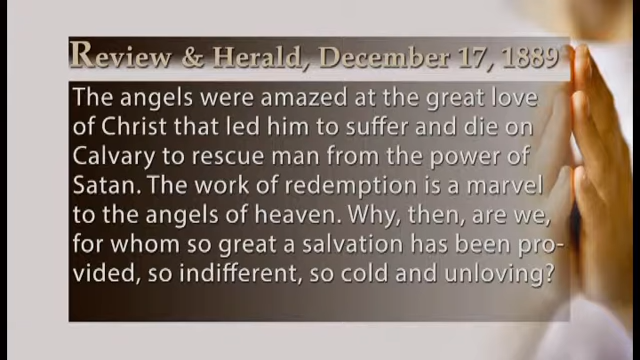 Review & Herald, December 17, 1889
The angels were amazed at the great love
of Christ that led him to suffer and die on
Calvary to rescue man from the power of
Satan. The work of redemption is a marvel
to the angels of heaven. Why, then, are we,
for whom so great a salvation has been pro-
vided, so indifferent, so cold and unloving?